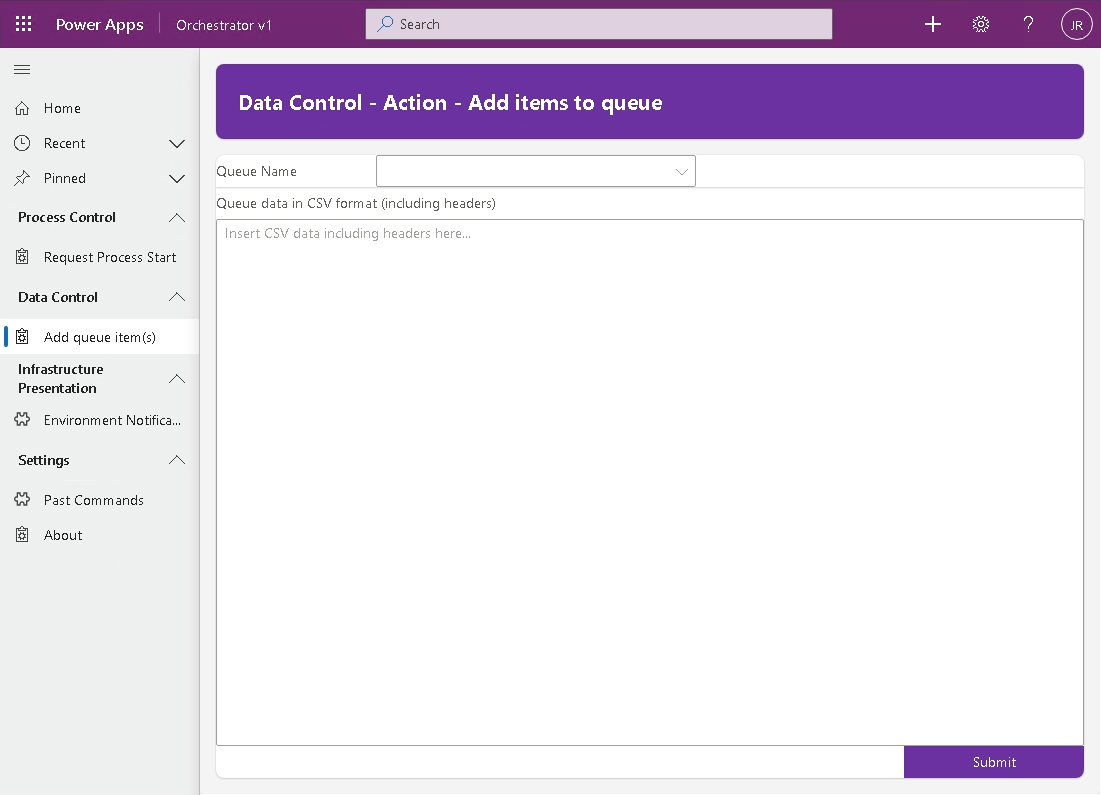 Power Apps
Orchestrator v1
Search
JR
Home
Recent
Pinned
Process Control
Request Process Start
Data Control
Add queue item(s)
Infrastructure
Presentation
Environment Notifica...
Settings
Past Commands
About
Data Control - Action - Add items to queue
Queue Name
Queue data in CSV format (including headers)
Insert CSV data including headers here...
Submit